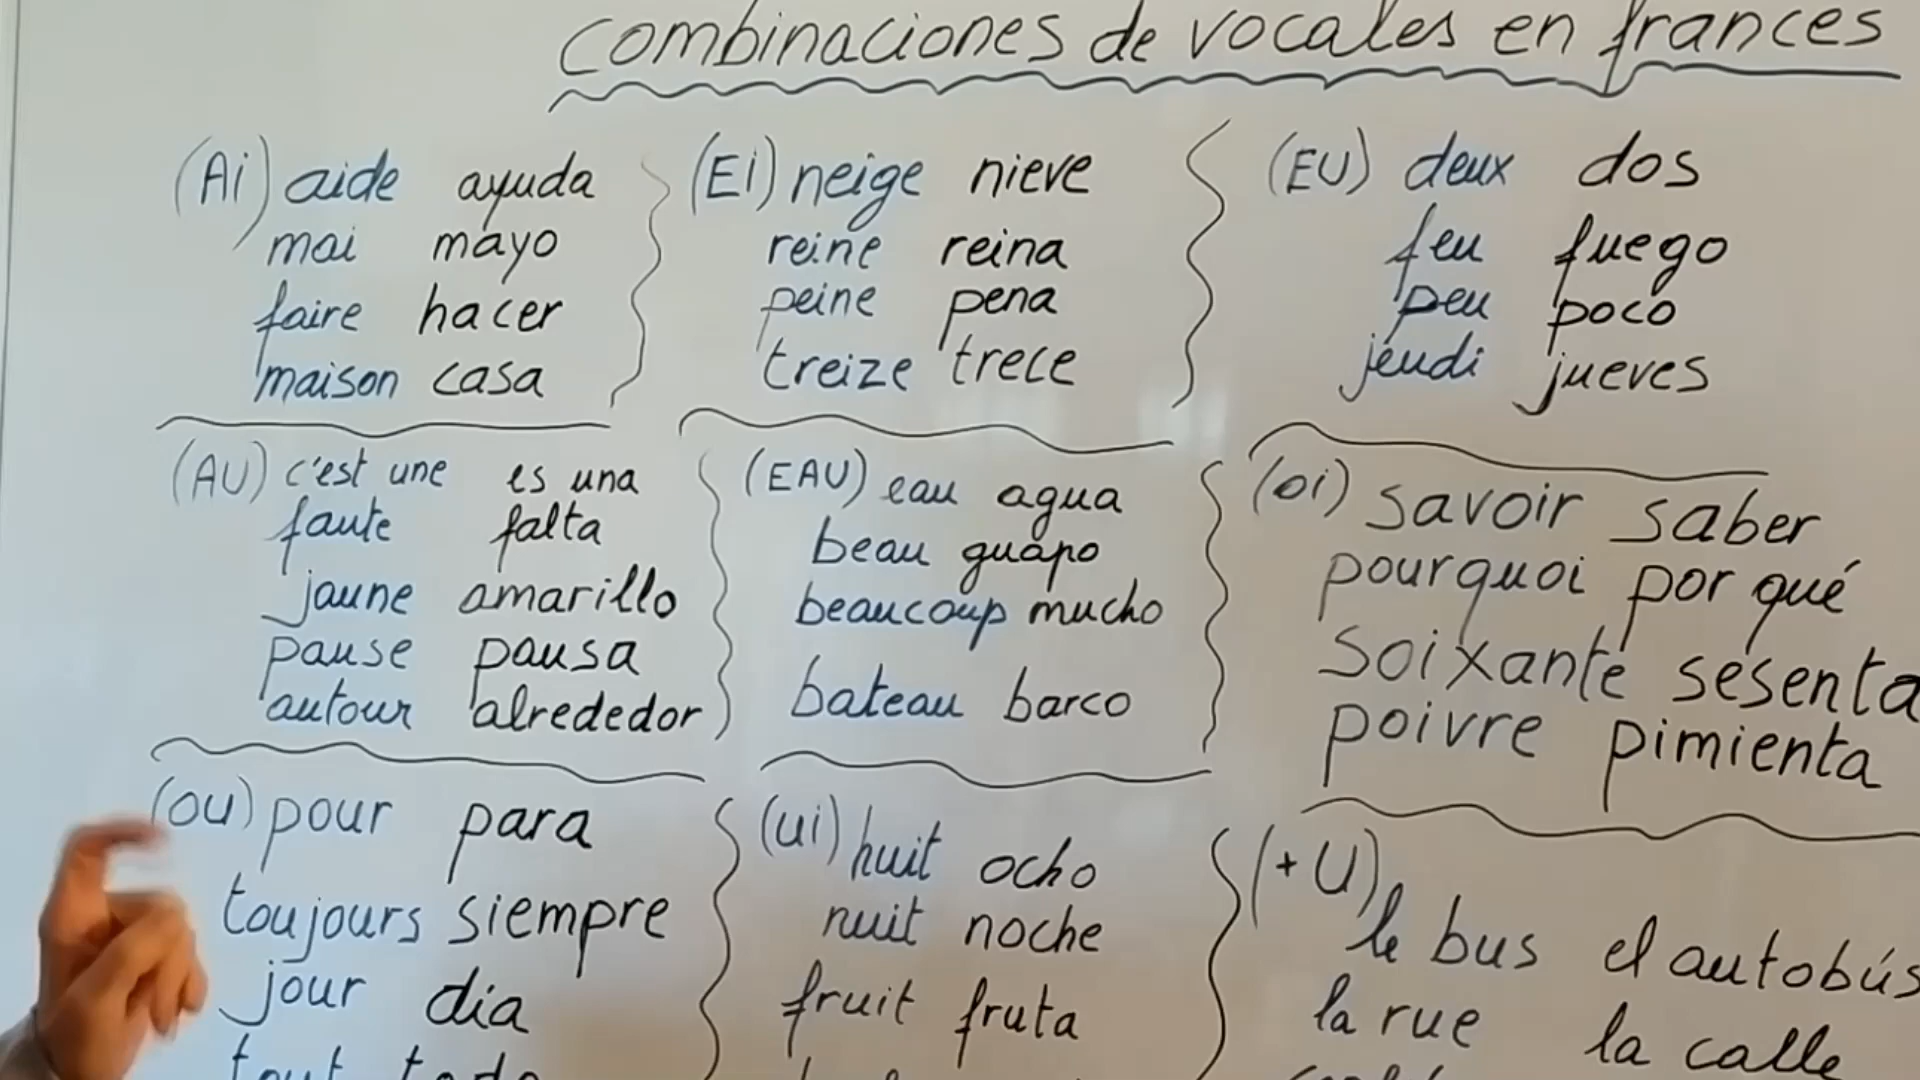 combinaciones de vocales en frances
(Ai) aide ayuda
mai mayo
faire hacer
maison casa
(Ei) neige nieve
reine reina
peine pena
treize trece
(EU) deux dos
feu fuego
peu poco
jeudi jueves
(AU) c'est une es una
faute falta
jaune amarillo
pause pausa
autour alrededor
(EAU) eau agua
beau guapo
beaucoup mucho
bateau barco
(oi) savoir saber
pourquoi por qué
soixante sesenta
poivre pimienta
(ou) pour para
toujours siempre
jour día
tout todo
(ui) huit ocho
nuit noche
fruit fruta
(+U)
le bus el autobús
la rue la calle